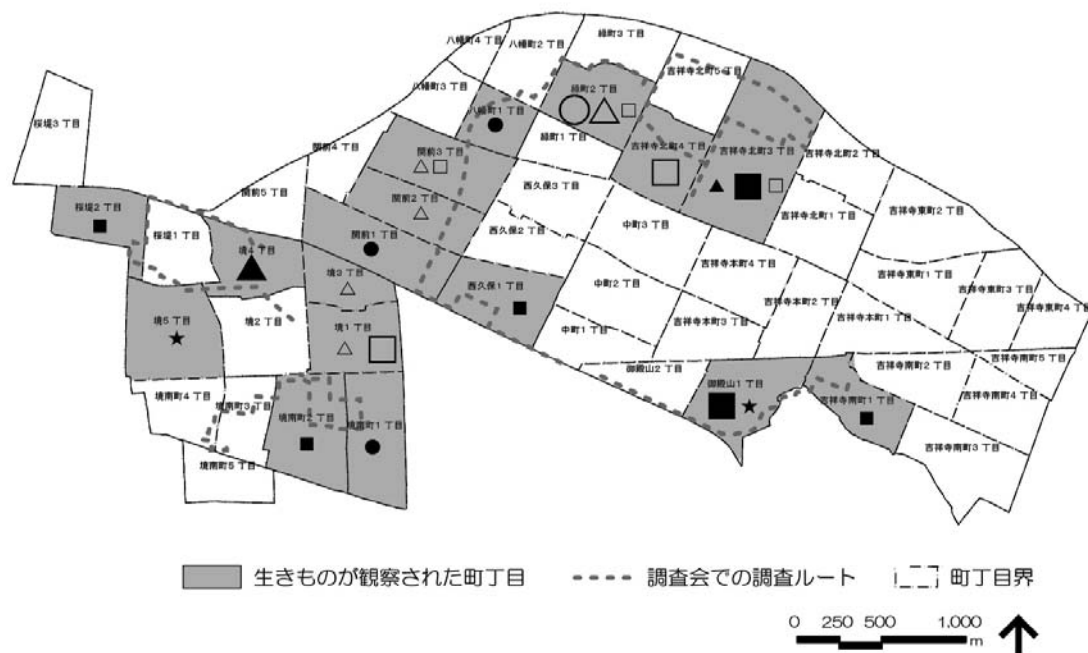 八幡町4 丁目
八幡町2 丁目
緑町3 丁目
吉祥寺北町5 丁目
桜堤3 丁目
八幡町3 丁目
緑町2 丁目
八幡町1 丁目
関前4 丁目
関前3 丁目
緑町1 丁目
吉祥寺北町4 丁目
吉祥寺北町3 丁目
吉祥寺北町2 丁目
関前5 丁目
西久保3 丁目
桜堤2 丁目
関前2 丁目
吉祥寺北町1 丁目
吉祥寺東町2 丁目
桜堤1 丁目
関前1 丁目
西久保2 丁目
中町3 丁目
境4 丁目
吉祥寺本町4 丁目
吉祥寺東町1 丁目
境3 丁目
中町2 丁目
吉祥寺東町3 丁目
西久保1 丁目
吉祥寺本町2 丁目
吉祥寺東町4 丁目
境5 丁目
境2 丁目
境1 丁目
中町1 丁目
吉祥寺本町3 丁目
吉祥寺本町1 丁目
吉祥寺南町5 丁目
御殿山2 丁目
御殿山1 丁目
吉祥寺南町2 丁目
境南町4 丁目
境南町3 丁目
境南町2 丁目
境南町1 丁目
吉祥寺南町1 丁目
吉祥寺南町4 丁目
吉祥寺南町3 丁目
境南町5 丁目
生きものが観察された町丁目
調査会での調査ルート
町丁目界
0 250 500 1,000
m